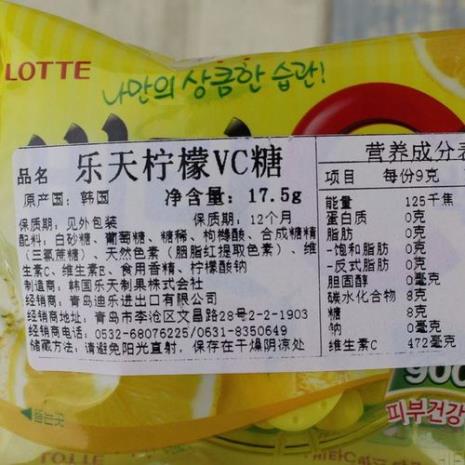 LOTTE
나만의 상큼한 습관!
品名 乐天柠檬VC糖
原产国：韩国 净含量：17.5g
保质期：见外包装 保质期：12个月
配料：白砂糖、葡萄糖、糖稀、枸橼酸、合成糖精
（三氯蔗糖）、天然色素（胭脂红提取色素）、维
生素C、维生素E、食用香精、柠檬酸钠
制造商：韩国乐天制果株式会社
经销商：青岛迪乐进出口有限公司
经销商：青岛市李沧区文昌路28号2-2-1903
经销商电话：0532-68076225/0631-8350649
储藏方法：请避免阳光直射，保存在干燥阴凉处
营养成分表
项目 每份9克
能量 125千焦
蛋白质 0克
脂肪 0克
-饱和脂肪 0克
-反式脂肪 0克
胆固醇 0毫克
碳水化合物 8克
糖 8克
钠 0毫克
维生素C 472毫克
900
피부건강
LOTTE